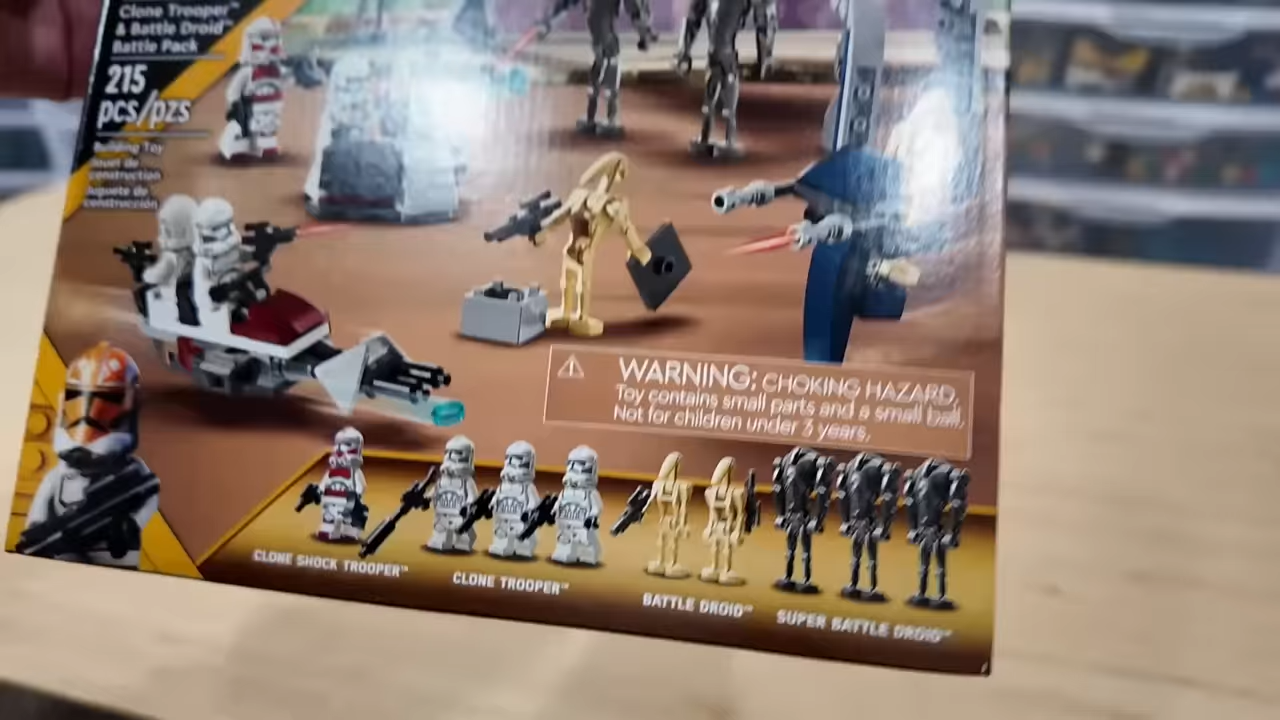 Clone Trooper™
& Battle Droid™
Battle Pack
215
pcs/pzs
Building Toy
Jouet de
construction
Juguete de
construcción
WARNING: CHOKING HAZARD.
Toy contains small parts and a small ball.
Not for children under 3 years.
CLONE SHOCK TROOPER™
CLONE TROOPER™
BATTLE DROID™
SUPER BATTLE DROID™